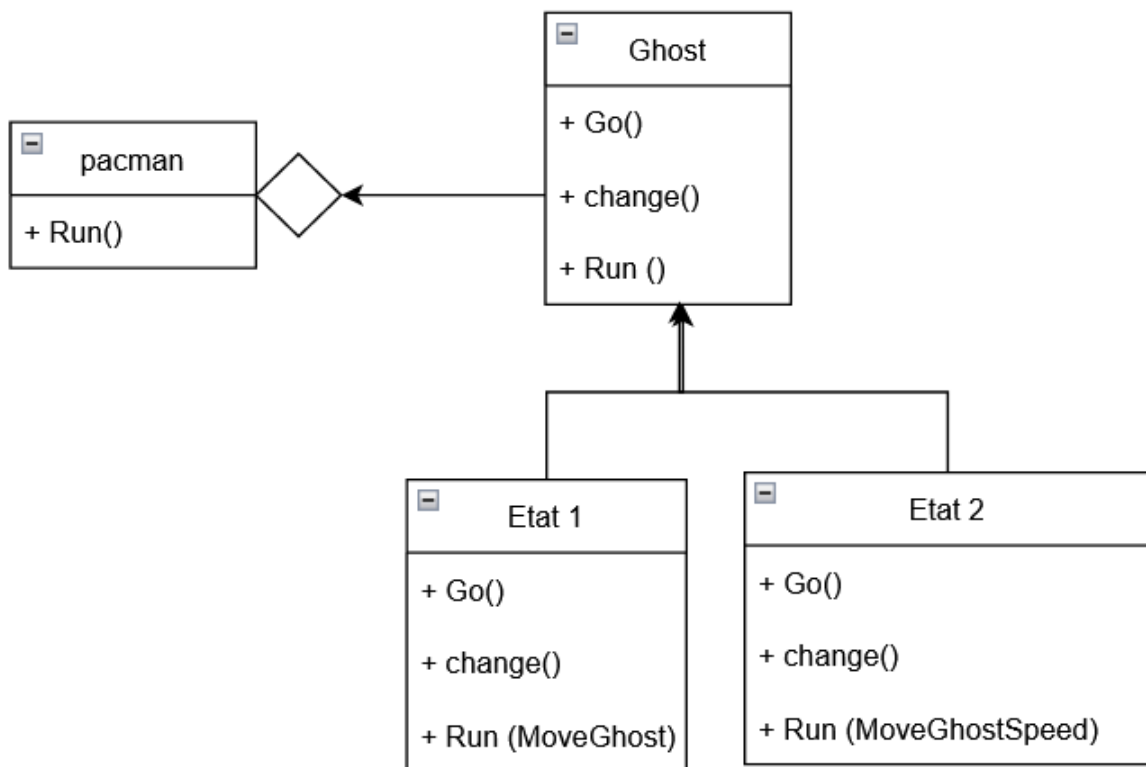 Ghost
+ Go()
+ change()
+ Run ()
pacman
+ Run()
Etat 1
+ Go()
+ change()
+ Run (MoveGhost)
Etat 2
+ Go()
+ change()
+ Run (MoveGhostSpeed)